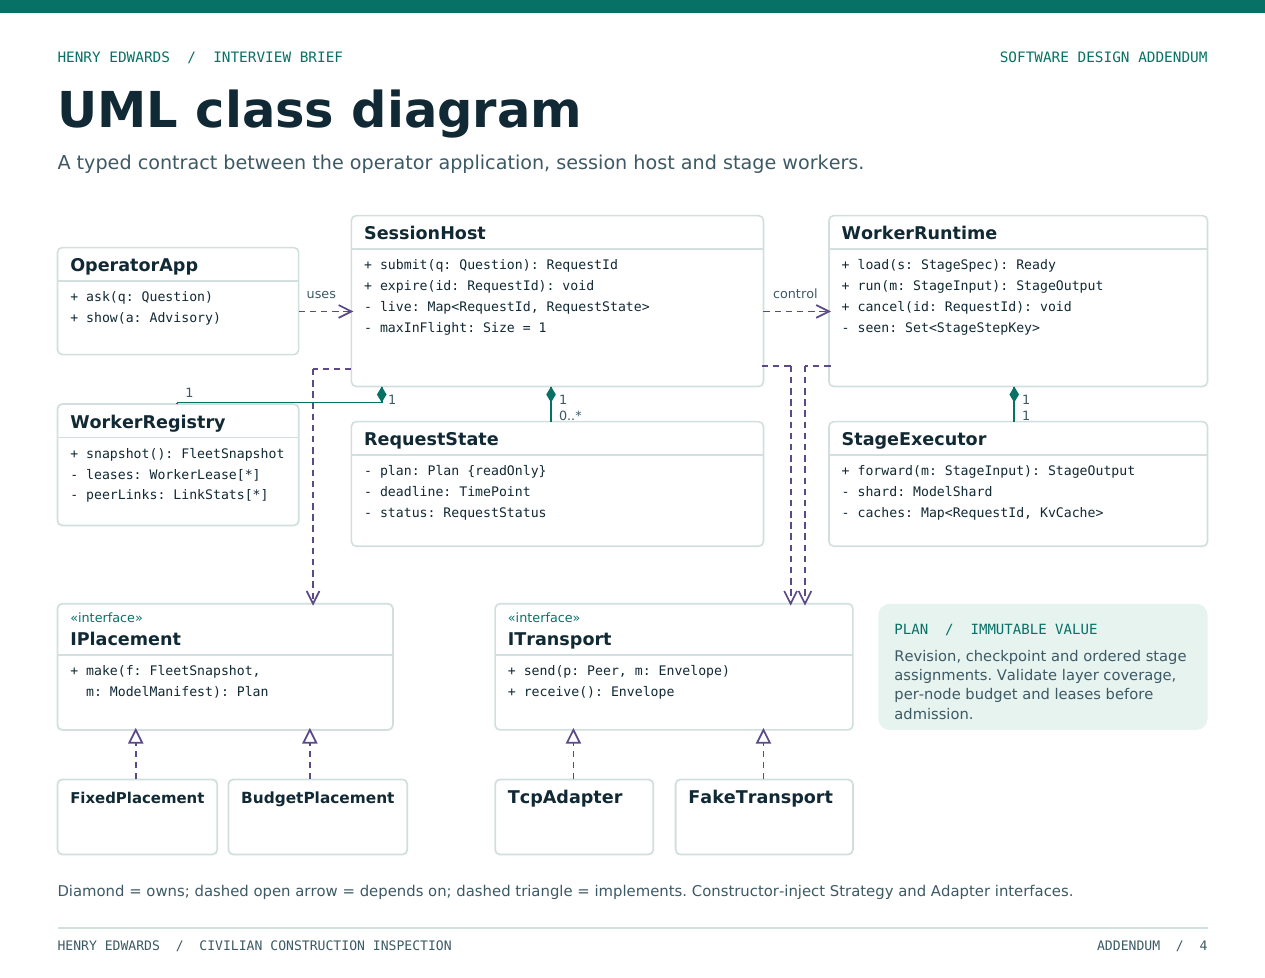 HENRY EDWARDS / INTERVIEW BRIEF
SOFTWARE DESIGN ADDENDUM
UML class diagram
A typed contract between the operator application, session host and stage workers.
OperatorApp
+ ask(q: Question)
+ show(a: Advisory)
uses
SessionHost
+ submit(q: Question): RequestId
+ expire(id: RequestId): void
- live: Map<RequestId, RequestState>
- maxInFlight: Size = 1
control
WorkerRuntime
+ load(s: StageSpec): Ready
+ run(m: StageInput): StageOutput
+ cancel(id: RequestId): void
- seen: Set<StageStepKey>
1
1
1
0..*
1
1
WorkerRegistry
+ snapshot(): FleetSnapshot
- leases: WorkerLease[*]
- peerLinks: LinkStats[*]
RequestState
- plan: Plan {readOnly}
- deadline: TimePoint
- status: RequestStatus
StageExecutor
+ forward(m: StageInput): StageOutput
- shard: ModelShard
- caches: Map<RequestId, KvCache>
«interface»
IPlacement
+ make(f: FleetSnapshot,
m: ModelManifest): Plan
«interface»
ITransport
+ send(p: Peer, m: Envelope)
+ receive(): Envelope
PLAN / IMMUTABLE VALUE
Revision, checkpoint and ordered stage
assignments. Validate layer coverage,
per-node budget and leases before
admission.
FixedPlacement
BudgetPlacement
TcpAdapter
FakeTransport
Diamond = owns; dashed open arrow = depends on; dashed triangle = implements. Constructor-inject Strategy and Adapter interfaces.
HENRY EDWARDS / CIVILIAN CONSTRUCTION INSPECTION
ADDENDUM / 4